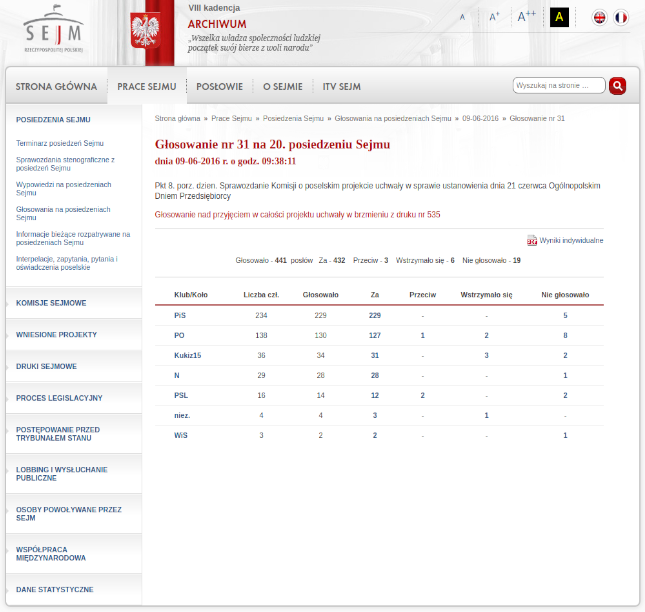 SEJM
RZECZYPOSPOLITEJ POLSKIEJ
VIII kadencja
ARCHIWUM
„Wszelka władza społeczności ludzkiej
początek swój bierze z woli narodu"
A A+ A++ A
STRONA GŁÓWNA PRACE SEJMU POSŁOWIE O SEJMIE ITV SEJM
Wyszukaj na stronie ...
POSIEDZENIA SEJMU
Terminarz posiedzeń Sejmu
Sprawozdania stenograficzne z
posiedzeń Sejmu
Wypowiedzi na posiedzeniach
Sejmu
Głosowania na posiedzeniach
Sejmu
Informacje bieżące rozpatrywane na
posiedzeniach Sejmu
Interpelacje, zapytania, pytania i
oświadczenia poselskie
KOMISJE SEJMOWE
WNIESIONE PROJEKTY
DRUKI SEJMOWE
PROCES LEGISLACYJNY
POSTĘPOWANIE PRZED
TRYBUNAŁEM STANU
LOBBING I WYSŁUCHANIE
PUBLICZNE
OSOBY POWOŁYWANE PRZEZ
SEJM
WSPÓŁPRACA
MIĘDZYNARODOWA
DANE STATYSTYCZNE
Strona główna » Prace Sejmu » Posiedzenia Sejmu » Głosowania na posiedzeniach Sejmu » 09-06-2016 » Głosowanie nr 31
Głosowanie nr 31 na 20. posiedzeniu Sejmu
dnia 09-06-2016 r. o godz. 09:38:11
Pkt 8. porz. dzien. Sprawozdanie Komisji o poselskim projekcie uchwały w sprawie ustanowienia dnia 21 czerwca Ogólnopolskim
Dniem Przedsiębiorcy
Głosowanie nad przyjęciem w całości projektu uchwały w brzmieniu z druku nr 535
Wyniki indywidualne
Głosowało - 441 posłów Za - 432 Przeciw - 3 Wstrzymało się - 6 Nie głosowało - 19
Klub/Koło Liczba czł. Głosowało Za Przeciw Wstrzymało się Nie głosowało
PiS 234 229 229 - - 5
PO 138 130 127 1 2 8
Kukiz15 36 34 31 - 3 2
N 29 28 28 - - 1
PSL 16 14 12 2 - 2
niez. 4 4 3 - 1 -
WiS 3 2 2 - - 1